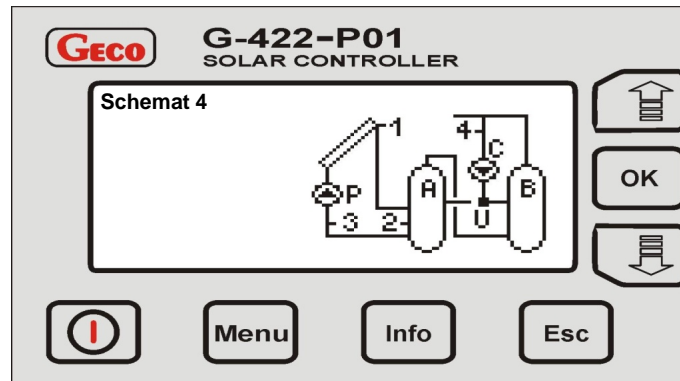 GECO
G-422-P01
SOLAR CONTROLLER
Schemat 4
1
4
C
P
A
B
3
2
U
OK
Menu
Info
Esc